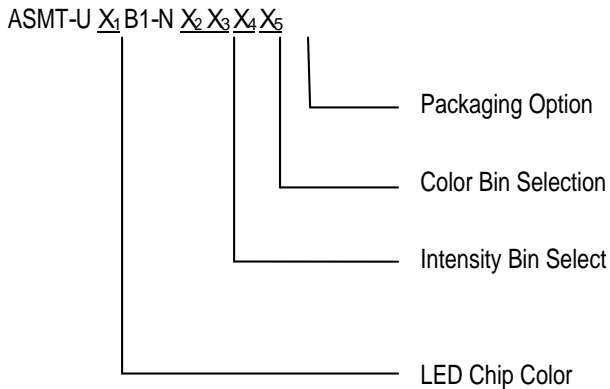 ASMT-U X₁ B1-N X₂ X₃ X₄ X₅
Packaging Option
Color Bin Selection
Intensity Bin Select
LED Chip Color